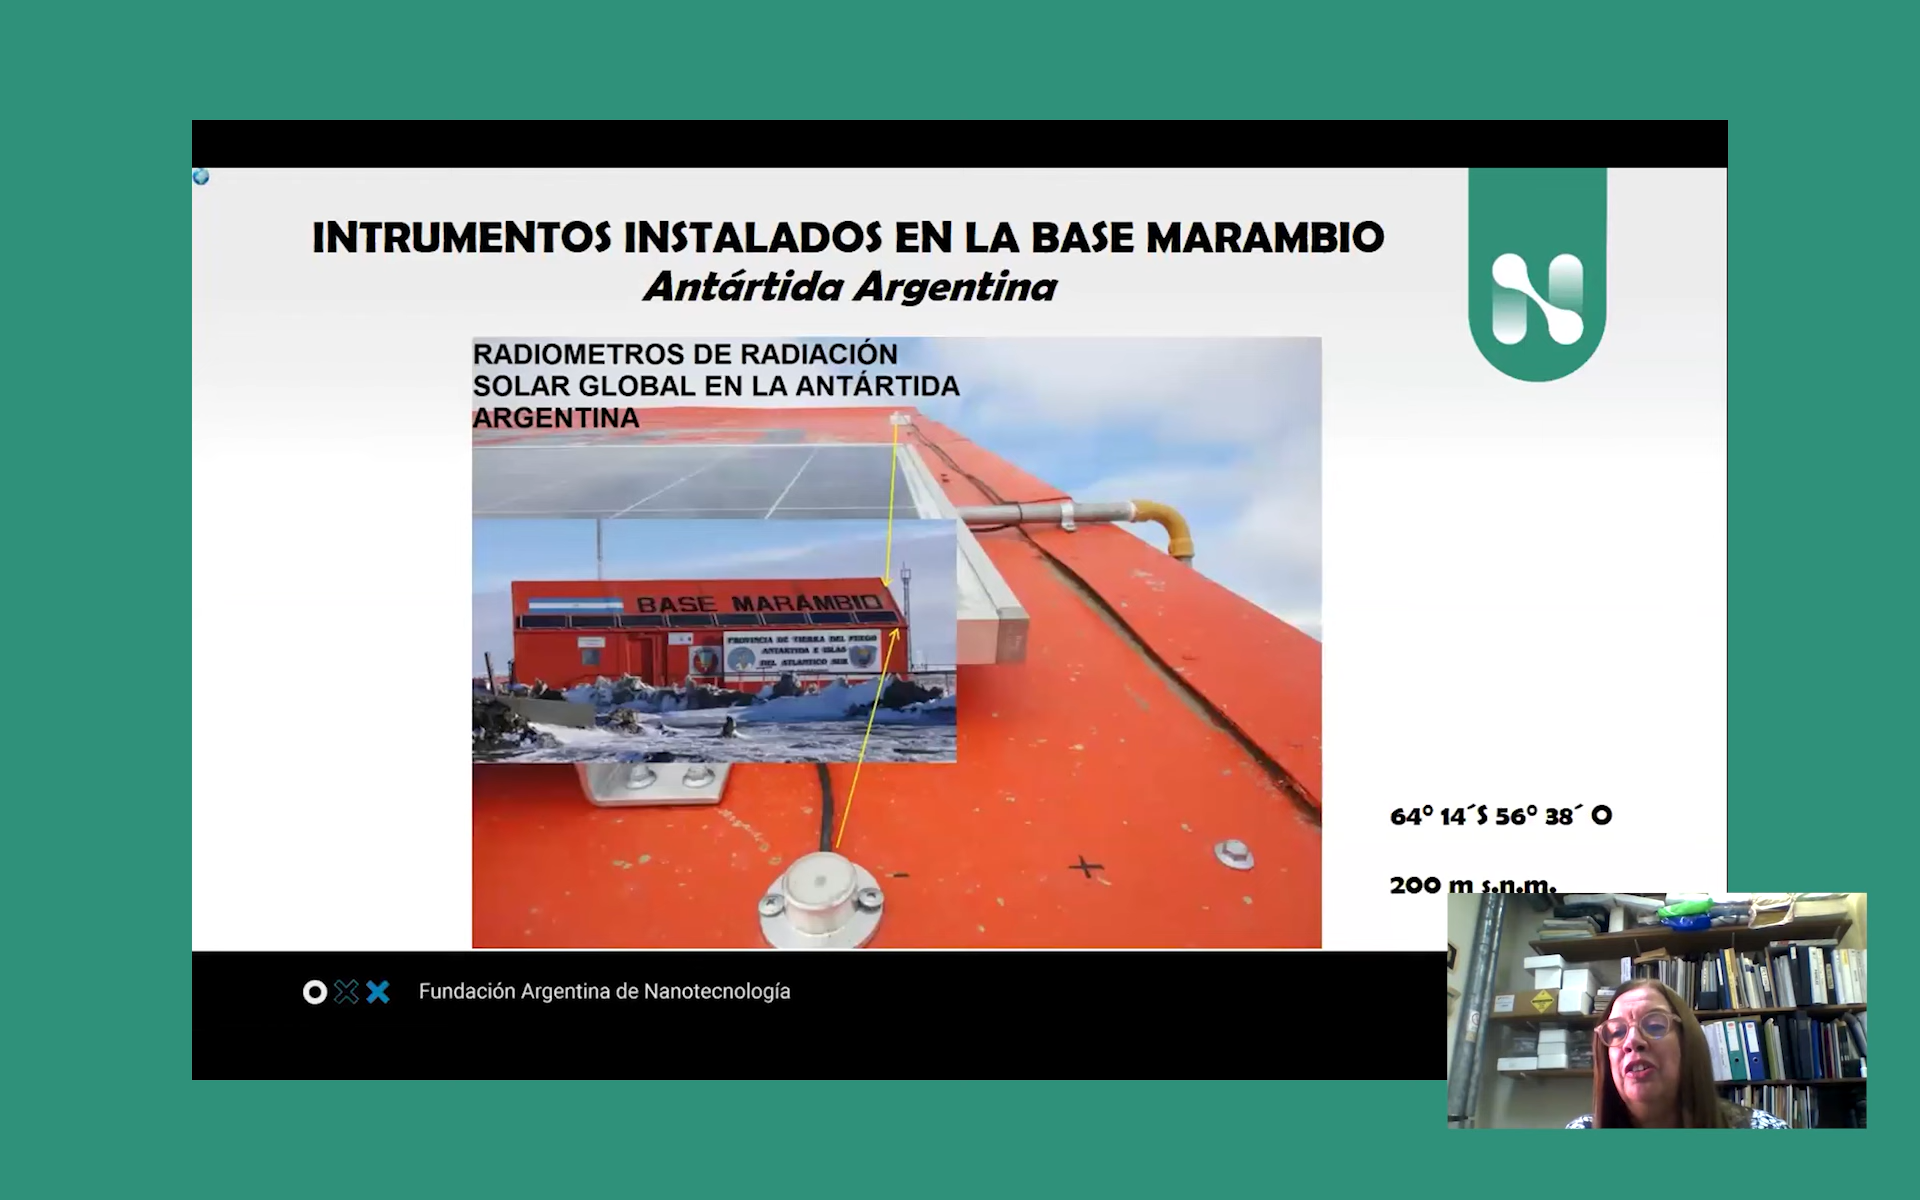 INTRUMENTOS INSTALADOS EN LA BASE MARAMBIO
Antártida Argentina
RADIOMETROS DE RADIACIÓN
SOLAR GLOBAL EN LA ANTÁRTIDA
ARGENTINA
BASE MARAMBIO
PROVINCIA DE TIERRA DEL FUEGO
ANTARTIDA E ISLAS
DEL ATLANTICO SUR
64° 14´S 56° 38´ O
200 m s.n.m.
Fundación Argentina de Nanotecnología